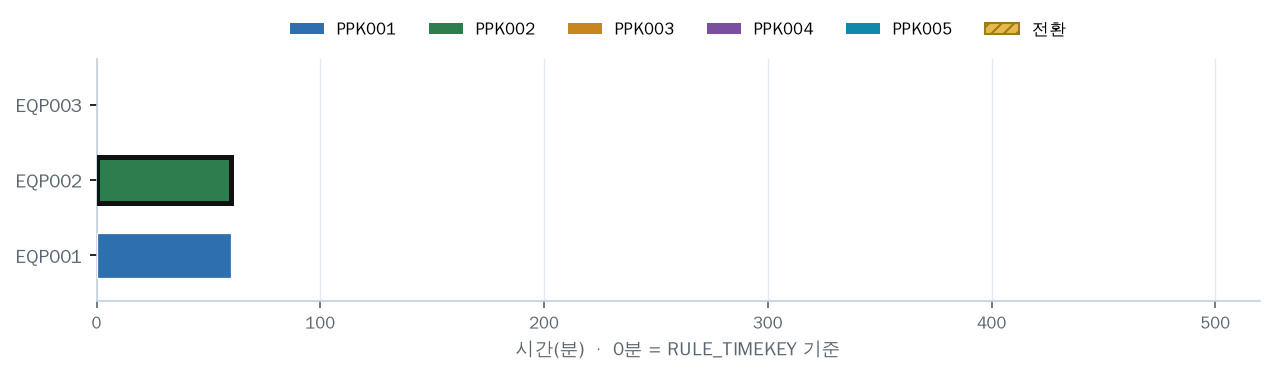 PPK001 PPK002 PPK003 PPK004 PPK005 전환
EQP003
EQP002
EQP001
0 100 200 300 400 500
시간(분) · 0분 = RULE_TIMEKEY 기준